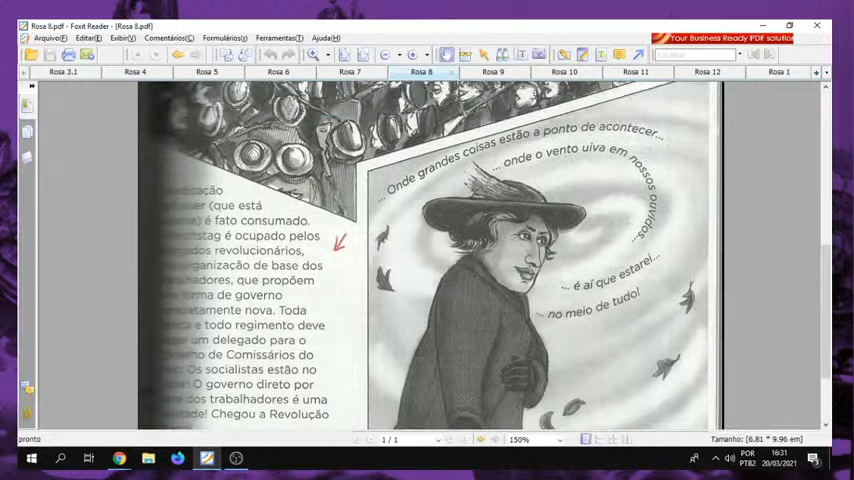 Rosa 8.pdf - Foxit Reader - [Rosa 8.pdf]
Arquivo(F) Editar(E) Exibir(V) Comentários(C) Formulários(r) Ferramentas(T) Ajuda(H)
Your Business Ready PDF solution
Rosa 3.1 Rosa 4 Rosa 5 Rosa 6 Rosa 7 Rosa 8 Rosa 9 Rosa 10 Rosa 11 Rosa 12 Rosa 1
...Onde grandes coisas estão a ponto de acontecer...
... onde o vento uiva em nossos ouvidos...
... é aí que estarei...
... no meio de tudo!
(que está
é fato consumado.
é ocupado pelos
revolucionários,
organização de base dos
que propõem
forma de governo
nova. Toda
e todo regimento deve
um delegado para o
de Comissários do
Os socialistas estão no
O governo direto por
dos trabalhadores é uma
Chegou a Revolução
pronto
1 / 1
150%
Tamanho: [6.81 * 9.96 em]
POR
PTB2
16:31
20/03/2021
3